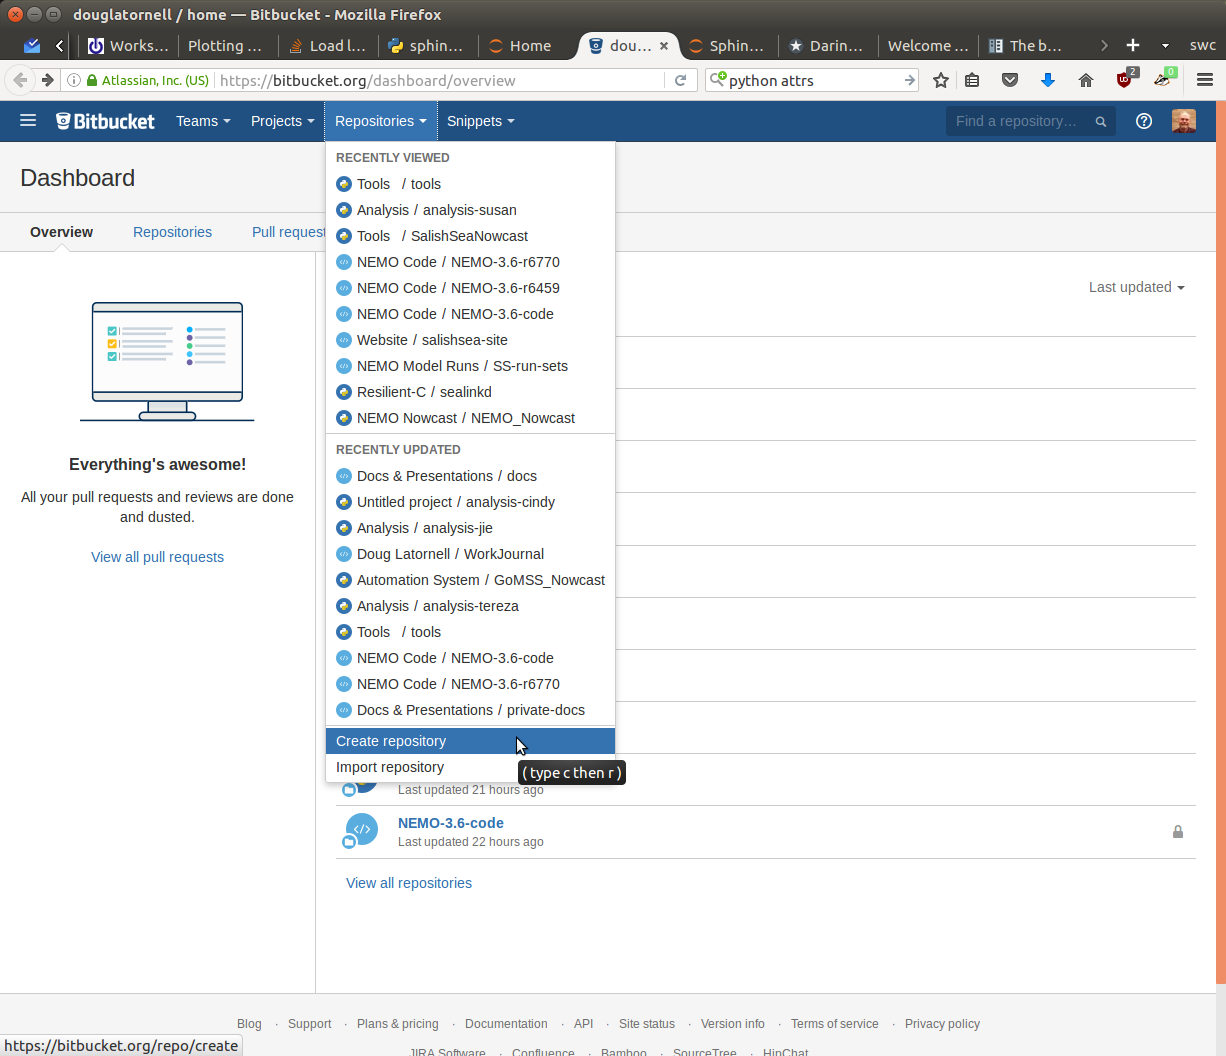 douglatornell / home — Bitbucket - Mozilla Firefox
Works...
Plotting ...
Load l...
sphin...
Home
dou...
Sphin...
Darin...
Welcome ...
The b...
swc
Atlassian, Inc. (US)
https://bitbucket.org/dashboard/overview
python attrs
2
0
Bitbucket
Teams
Projects
Repositories
Snippets
Find a repository...
Dashboard
Overview
Repositories
Pull request
RECENTLY VIEWED
Tools / tools
Analysis / analysis-susan
Tools / SalishSeaNowcast
NEMO Code / NEMO-3.6-r6770
NEMO Code / NEMO-3.6-r6459
NEMO Code / NEMO-3.6-code
Website / salishsea-site
NEMO Model Runs / SS-run-sets
Resilient-C / sealinkd
NEMO Nowcast / NEMO_Nowcast
RECENTLY UPDATED
Docs & Presentations / docs
Untitled project / analysis-cindy
Analysis / analysis-jie
Doug Latornell / WorkJournal
Automation System / GoMSS_Nowcast
Analysis / analysis-tereza
Tools / tools
NEMO Code / NEMO-3.6-code
NEMO Code / NEMO-3.6-r6770
Docs & Presentations / private-docs
Create repository
Import repository
(type c then r)
Last updated
Everything's awesome!
All your pull requests and reviews are done
and dusted.
View all pull requests
Last updated 21 hours ago
NEMO-3.6-code
Last updated 22 hours ago
View all repositories
Blog · Support · Plans & pricing · Documentation · API · Site status · Version info · Terms of service · Privacy policy
JIRA Software · Confluence · Bamboo · SourceTree · HipChat
https://bitbucket.org/repo/create